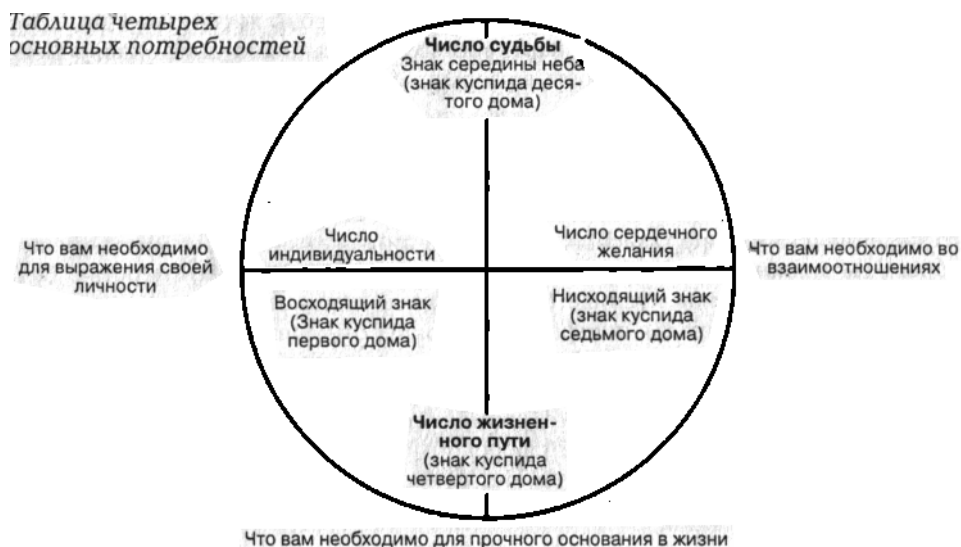 Таблица четырех
основных потребностей
Число судьбы
Знак середины неба
(знак куспида деся-
того дома)
Что вам необходимо
для выражения своей
личности
Число
индивидуальности
Число сердечного
желания
Что вам необходимо во
взаимоотношениях
Восходящий знак
(Знак куспида
первого дома)
Нисходящий знак
(знак куспида
седьмого дома)
Число жизнен-
ного пути
(знак куспида
четвертого дома)
Что вам необходимо для прочного основания в жизни